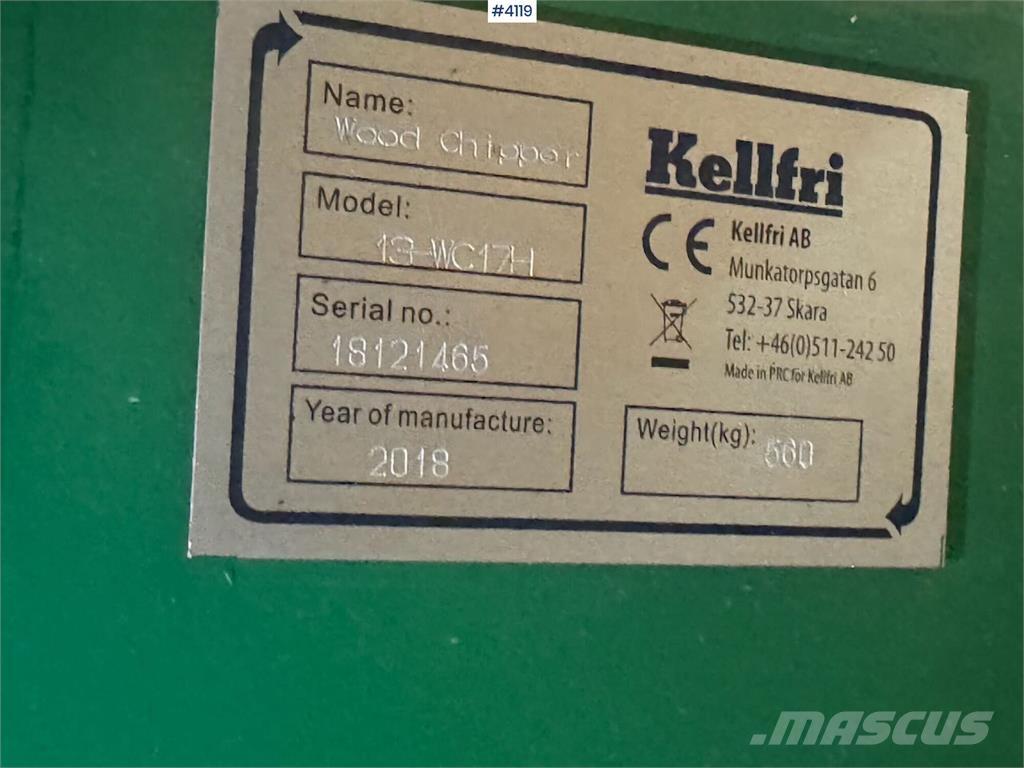 #4119
Name:
Wood Chipper
Model:
13-WC17H
Serial no.:
18121465
Year of manufacture:
2018
Kellfri
CE
Kellfri AB
Munkatorpsgatan 6
532-37 Skara
Tel: +46(0)511-242 50
Made in PRC for Kellfri AB
Weight(kg): 560
MASCUS